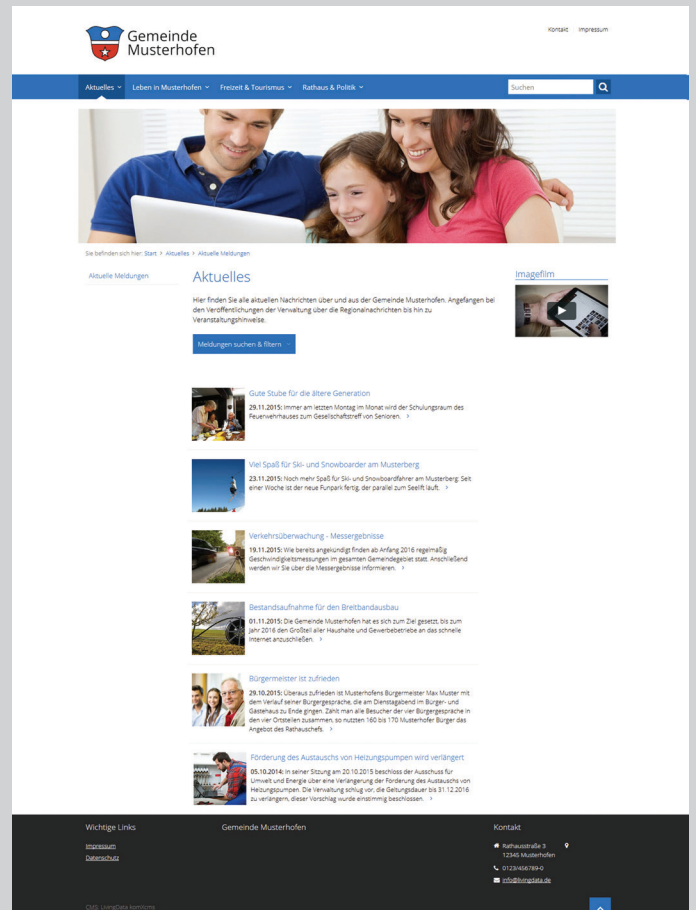 Gemeinde
Musterhofen
Kontakt Impressum
Aktuelles Leben in Musterhofen Freizeit & Tourismus Rathaus & Politik Suchen
Sie befinden sich hier: Start > Aktuelles > Aktuelle Meldungen
Aktuelle Meldungen
Aktuelles
Hier finden Sie alle aktuellen Nachrichten über und aus der Gemeinde Musterhofen. Angefangen bei
den Veröffentlichungen der Verwaltung über die Regionalnachrichten bis hin zu
Veranstaltungshinweise.
Meldungen suchen & filtern
Imagefilm
Gute Stube für die ältere Generation
29.11.2015: Immer am letzten Montag im Monat wird der Schulungsraum des
Feuerwehrhauses zum Gesellschaftstreff von Senioren. >
Viel Spaß für Ski- und Snowboarder am Musterberg
23.11.2015: Noch mehr Spaß für Ski- und Snowboardfahrer am Musterberg: Seit
einer Woche ist der neue Funpark fertig, der parallel zum Seelift läuft. >
Verkehrsüberwachung - Messergebnisse
19.11.2015: Wie bereits angekündigt finden ab Anfang 2016 regelmäßig
Geschwindigkeitsmessungen im gesamten Gemeindegebiet statt. Anschließend
werden wir Sie über die Messergebnisse informieren. >
Bestandsaufnahme für den Breitbandausbau
01.11.2015: Die Gemeinde Musterhofen hat es sich zum Ziel gesetzt, bis zum
Jahr 2016 den Großteil aller Haushalte und Gewerbebetriebe an das schnelle
Internet anzuschließen. >
Bürgermeister ist zufrieden
29.10.2015: Überaus zufrieden ist Musterhofens Bürgermeister Max Muster mit
dem Verlauf seiner Bürgergespräche, die am Dienstagabend im Bürger- und
Gästehaus zu Ende gingen. Zählt man alle Besucher der vier Bürgergespräche in
den vier Ortsteilen zusammen, so nutzten 160 bis 170 Musterhofer Bürger das
Angebot des Rathauschefs. >
Förderung des Austauschs von Heizungspumpen wird verlängert
05.10.2014: In seiner Sitzung am 20.10.2015 beschloss der Ausschuss für
Umwelt und Energie über eine Verlängerung der Förderung des Austauschs von
Heizungspumpen. Die Verwaltung schlug vor, die Geltungsdauer bis 31.12.2016
zu verlängern, dieser Vorschlag wurde einstimmig beschlossen. >
Wichtige Links
Impressum
Datenschutz
Gemeinde Musterhofen
Kontakt
Rathausstraße 3
12345 Musterhofen
0123/456789-0
info@livingdata.de
CMS: LivingData komXcms